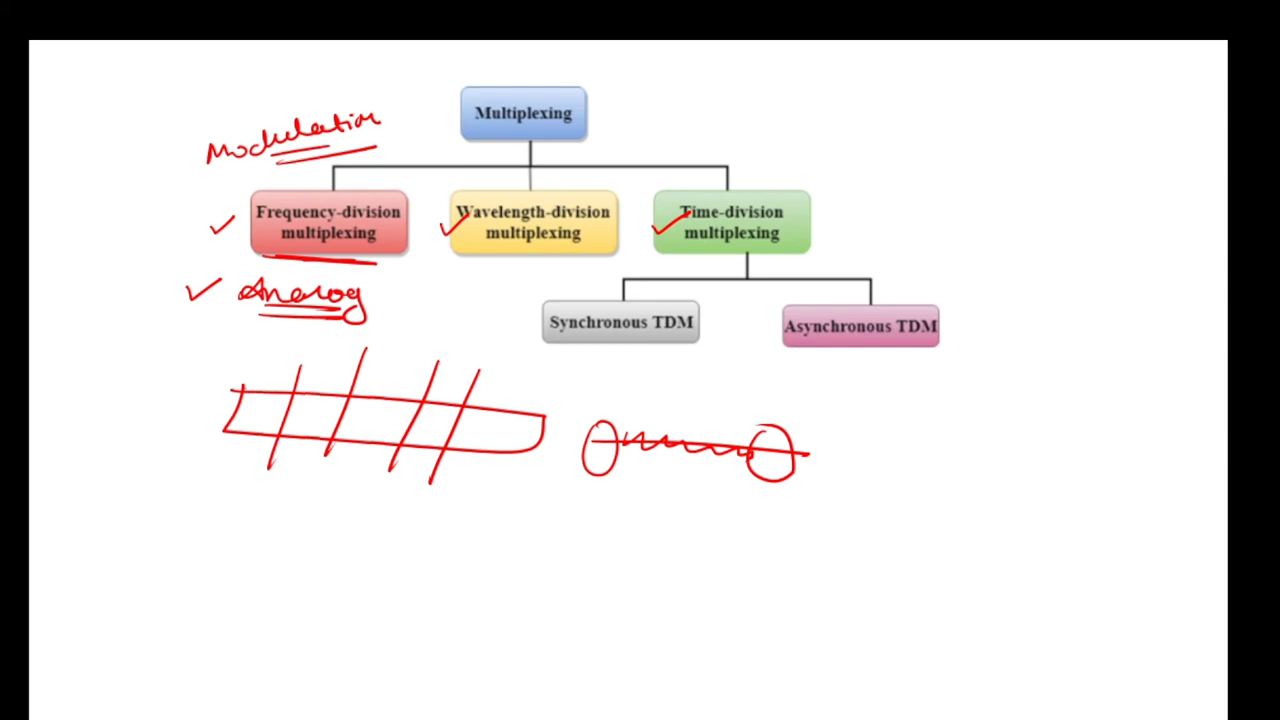 Multiplexing
Modulation
Frequency-division
multiplexing
Wavelength-division
multiplexing
Time-division
multiplexing
Analog
Synchronous TDM
Asynchronous TDM